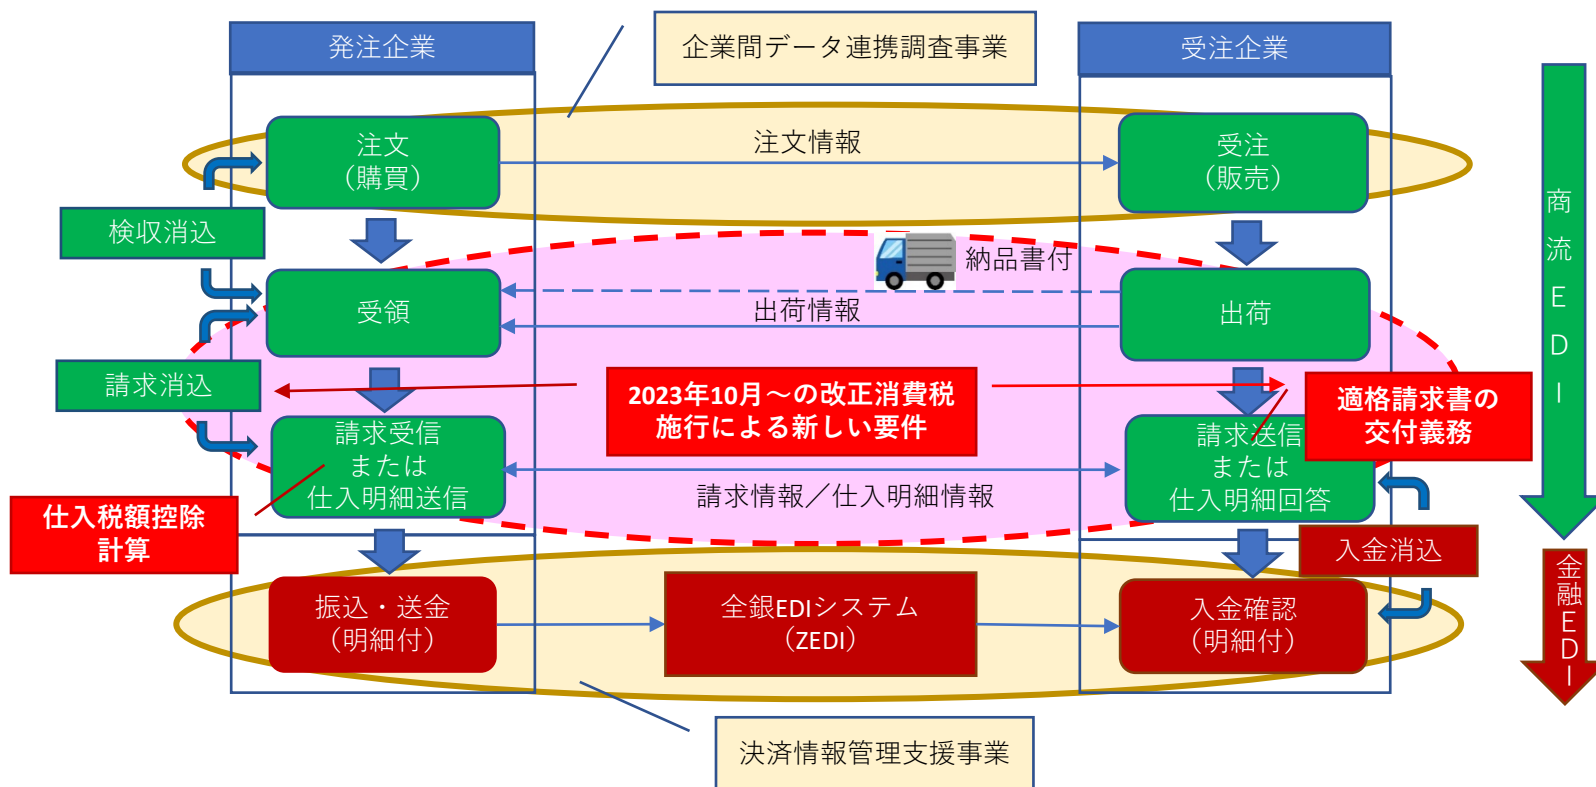 発注企業
企業間データ連携調査事業
受注企業
注文
（購買）
注文情報
受注
（販売）
検収消込
納品書付
受領
出荷情報
出荷
請求消込
2023年10月～の改正消費税
施行による新しい要件
適格請求書の
交付義務
請求受信
または
仕入明細送信
請求情報／仕入明細情報
請求送信
または
仕入明細回答
仕入税額控除
計算
入金消込
振込・送金
（明細付）
全銀EDIシステム
（ZEDI）
入金確認
（明細付）
決済情報管理支援事業
商流EDI
金融EDI